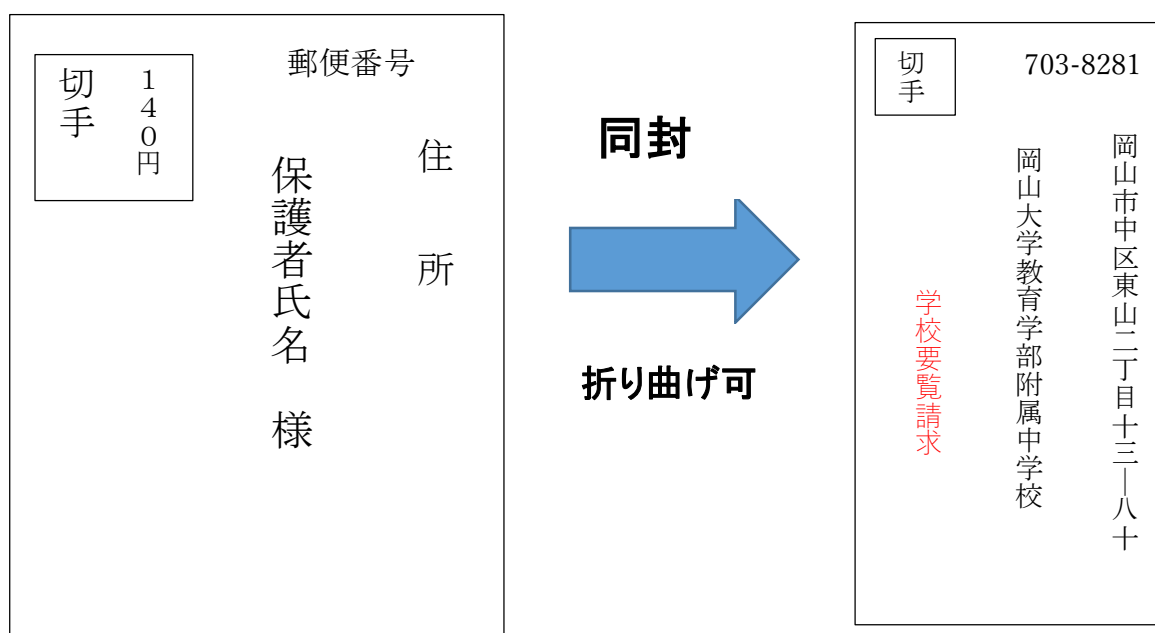 郵便番号
住所
保護者氏名 様
140円
切手
同封
折り曲げ可
703-8281
岡山市中区東山二丁目十三―八十
岡山大学教育学部附属中学校
学校要覧請求
切手